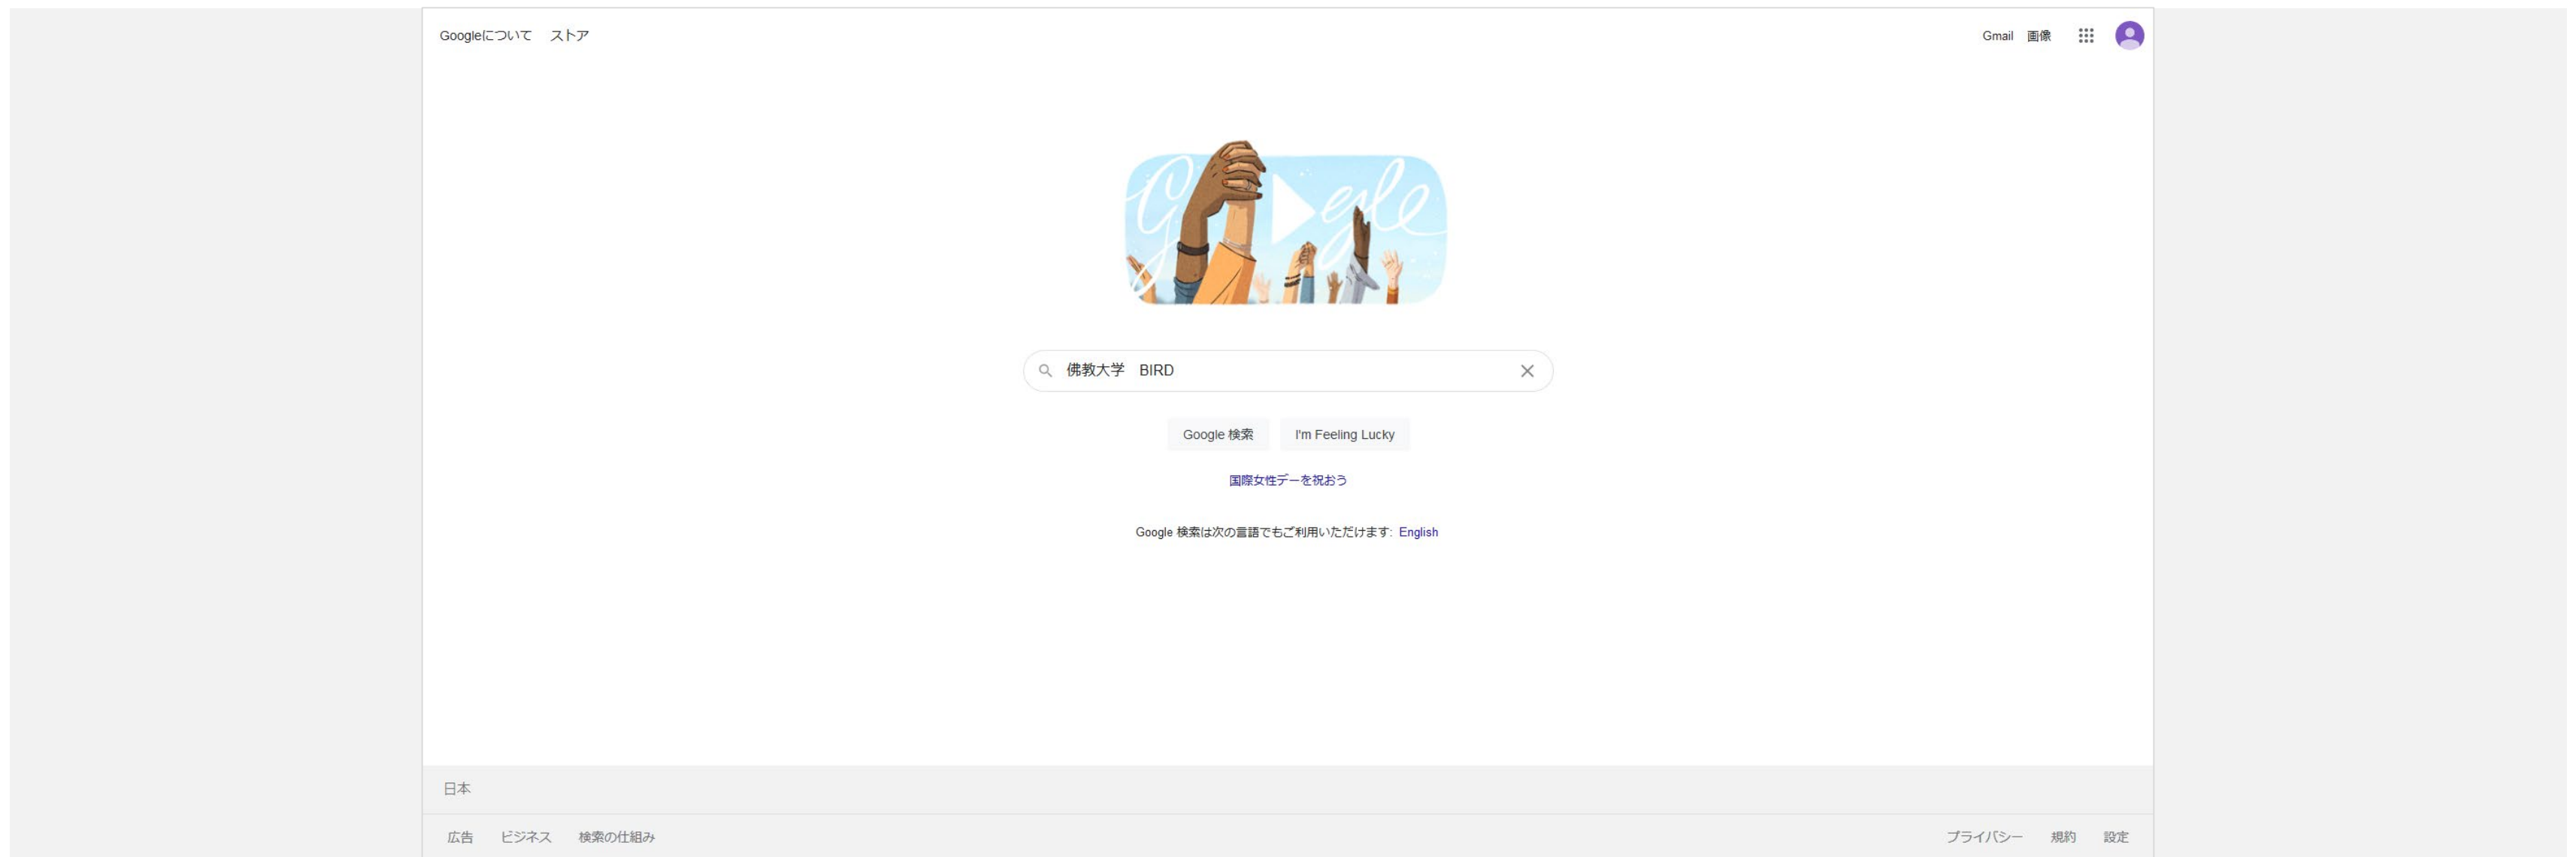 Googleについて ストア Gmail 画像
Google
佛教大学　BIRD
Google 検索 I'm Feeling Lucky
国際女性デーを祝おう
Google 検索は次の言語でもご利用いただけます: English
日本
広告 ビジネス 検索の仕組み プライバシー 規約 設定